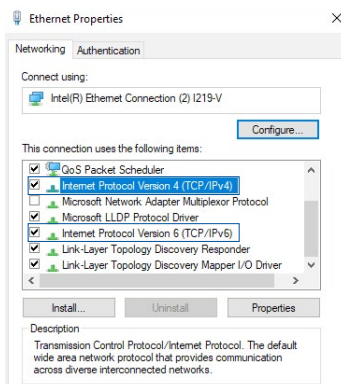 Ethernet Properties
Networking Authentication
Connect using:
Intel(R) Ethernet Connection (2) I219-V
Configure...
This connection uses the following items:
QoS Packet Scheduler
Internet Protocol Version 4 (TCP/IPv4)
Microsoft Network Adapter Multiplexor Protocol
Microsoft LLDP Protocol Driver
Internet Protocol Version 6 (TCP/IPv6)
Link-Layer Topology Discovery Responder
Link-Layer Topology Discovery Mapper I/O Driver
Install... Uninstall Properties
Description
Transmission Control Protocol/Internet Protocol. The default
wide area network protocol that provides communication
across diverse interconnected networks.